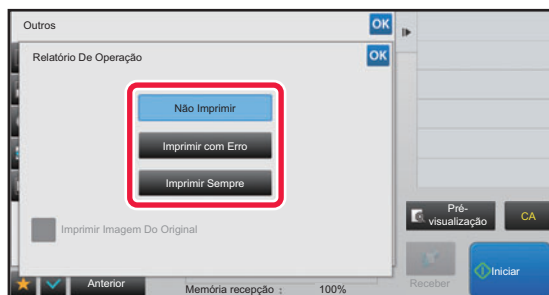 Outros
OK
Relatório De Operação
OK
Não Imprimir
Imprimir com Erro
Imprimir Sempre
Imprimir Imagem Do Original
Pré-
visualização
CA
Anterior
Memória recepção : 100%
Receber
Iniciar